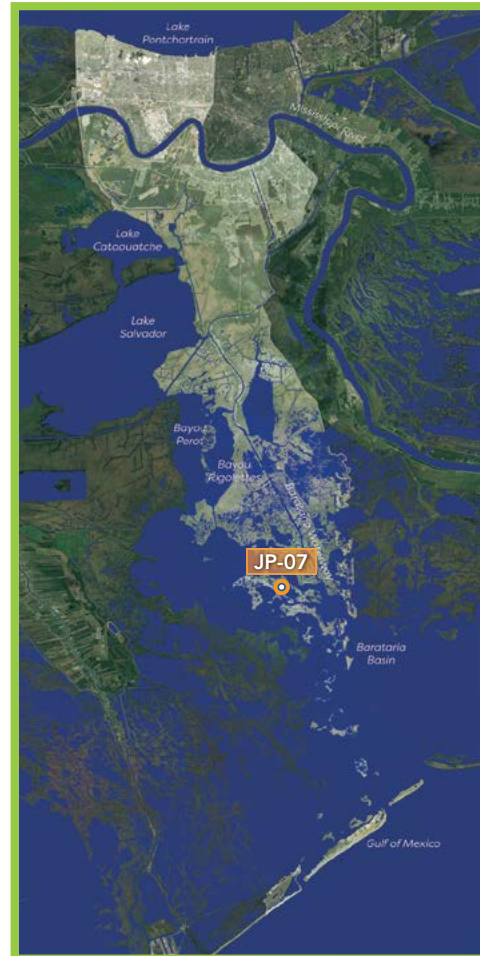 Lake
Pontchartrain
Mississippi River
Lake
Cataouatche
Lake
Salvador
Bayou
Perot
Bayou
Rigolettes
Barataria Waterway
JP-07
Barataria
Basin
Gulf of Mexico